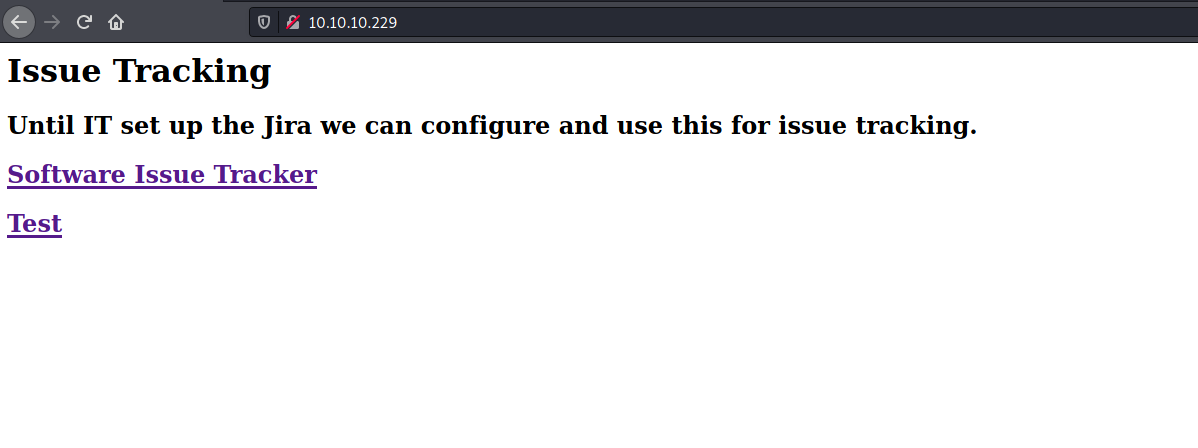 10.10.10.229
Issue Tracking
Until IT set up the Jira we can configure and use this for issue tracking.
Software Issue Tracker
Test